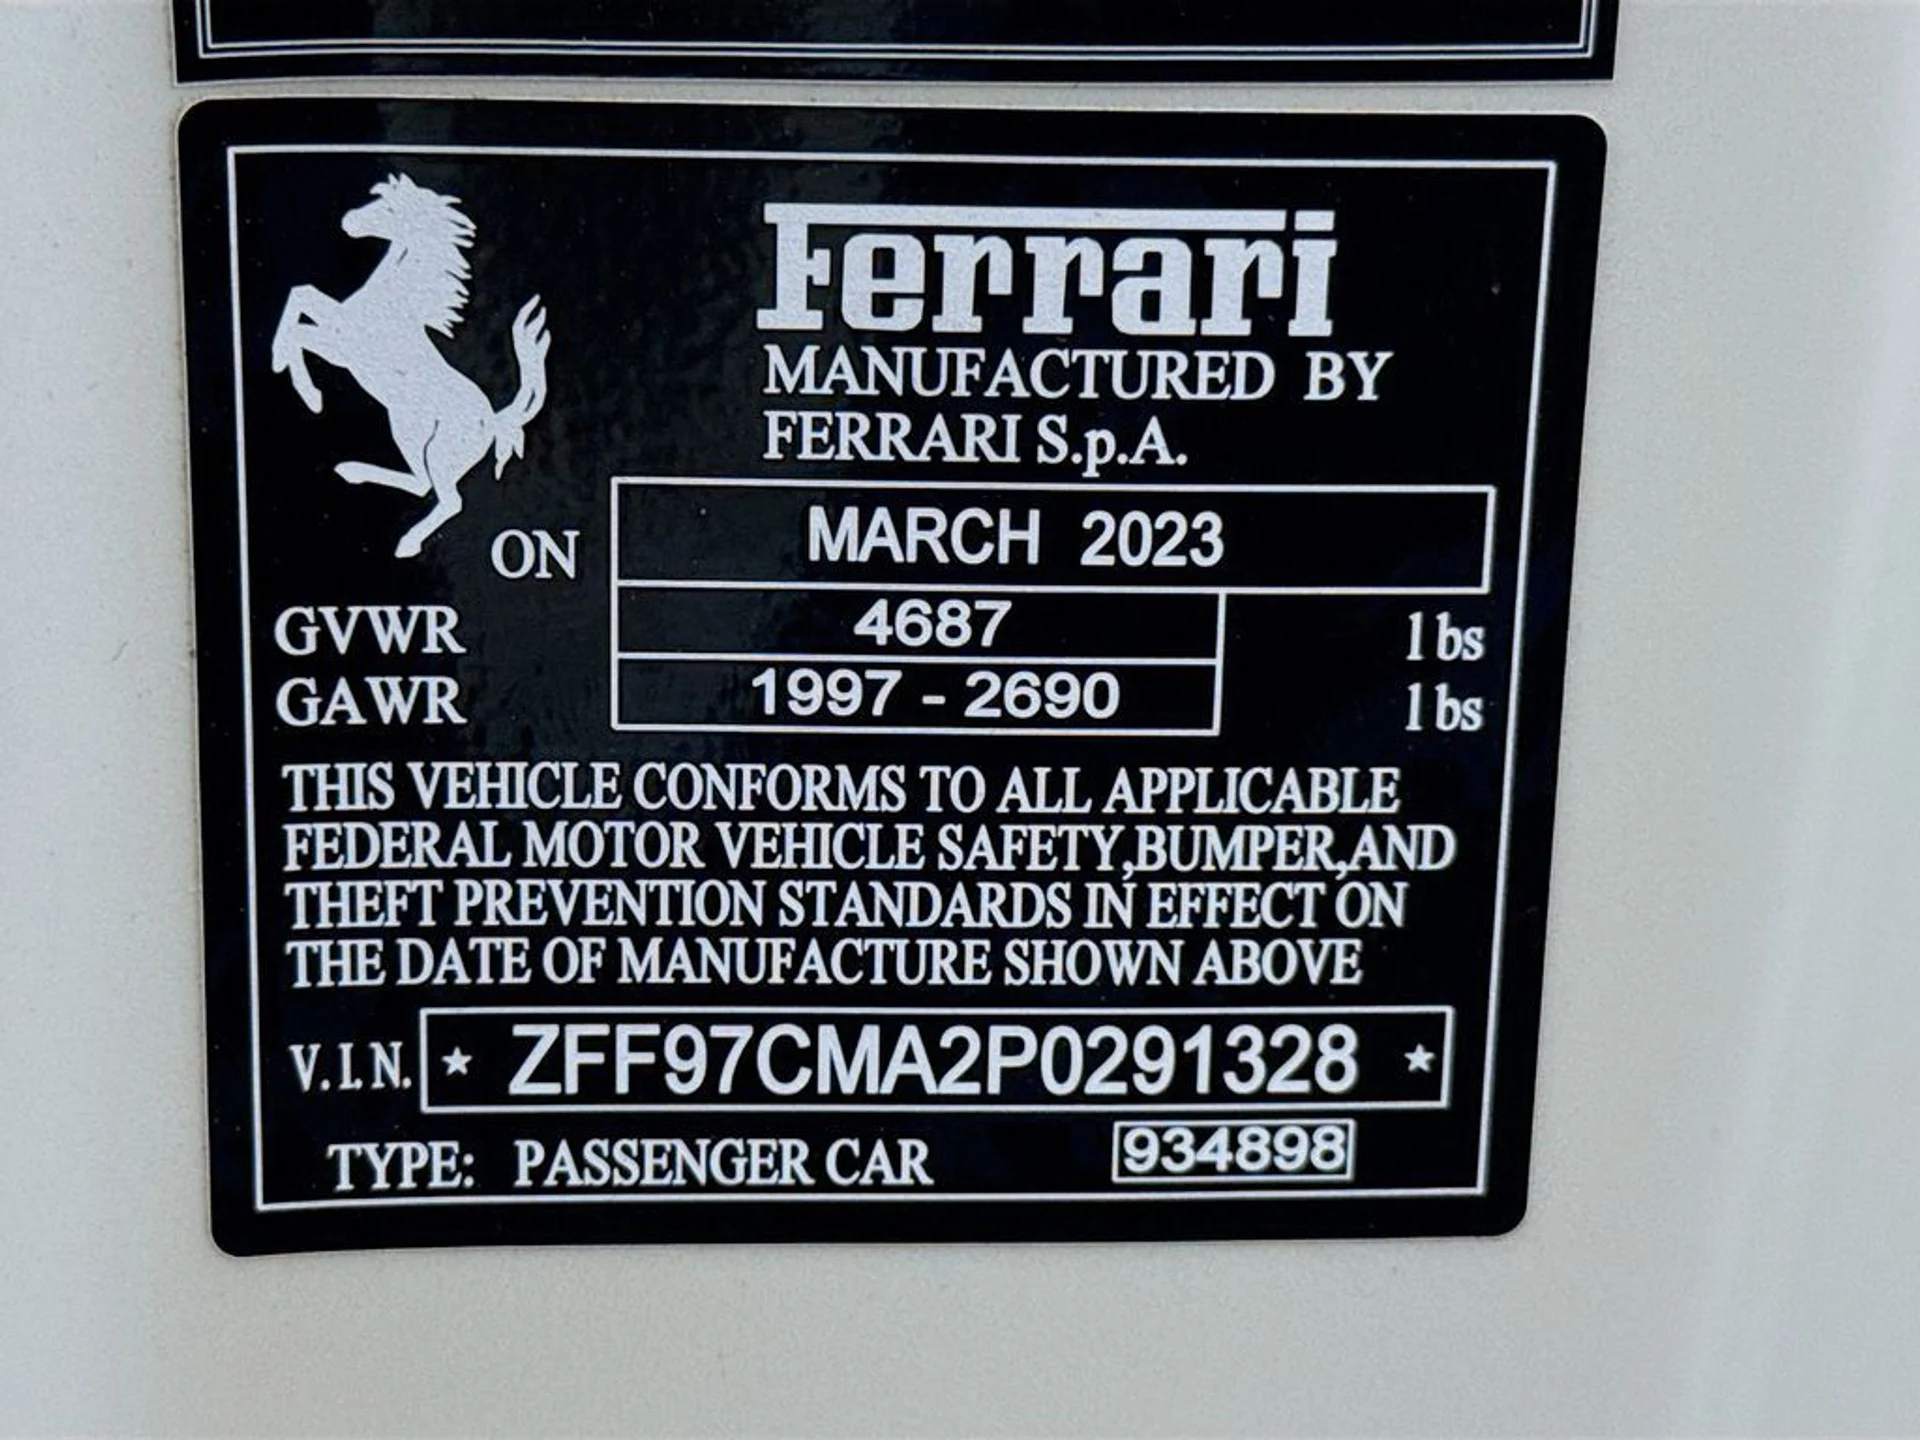 Ferrari
MANUFACTURED BY
FERRARI S.p.A.
ON MARCH 2023
GVWR 4687 lbs
GAWR 1997 - 2690 lbs
THIS VEHICLE CONFORMS TO ALL APPLICABLE
FEDERAL MOTOR VEHICLE SAFETY,BUMPER,AND
THEFT PREVENTION STANDARDS IN EFFECT ON
THE DATE OF MANUFACTURE SHOWN ABOVE
V.I.N. ★ ZFF97CMA2P0291328 ★
TYPE: PASSENGER CAR 934898